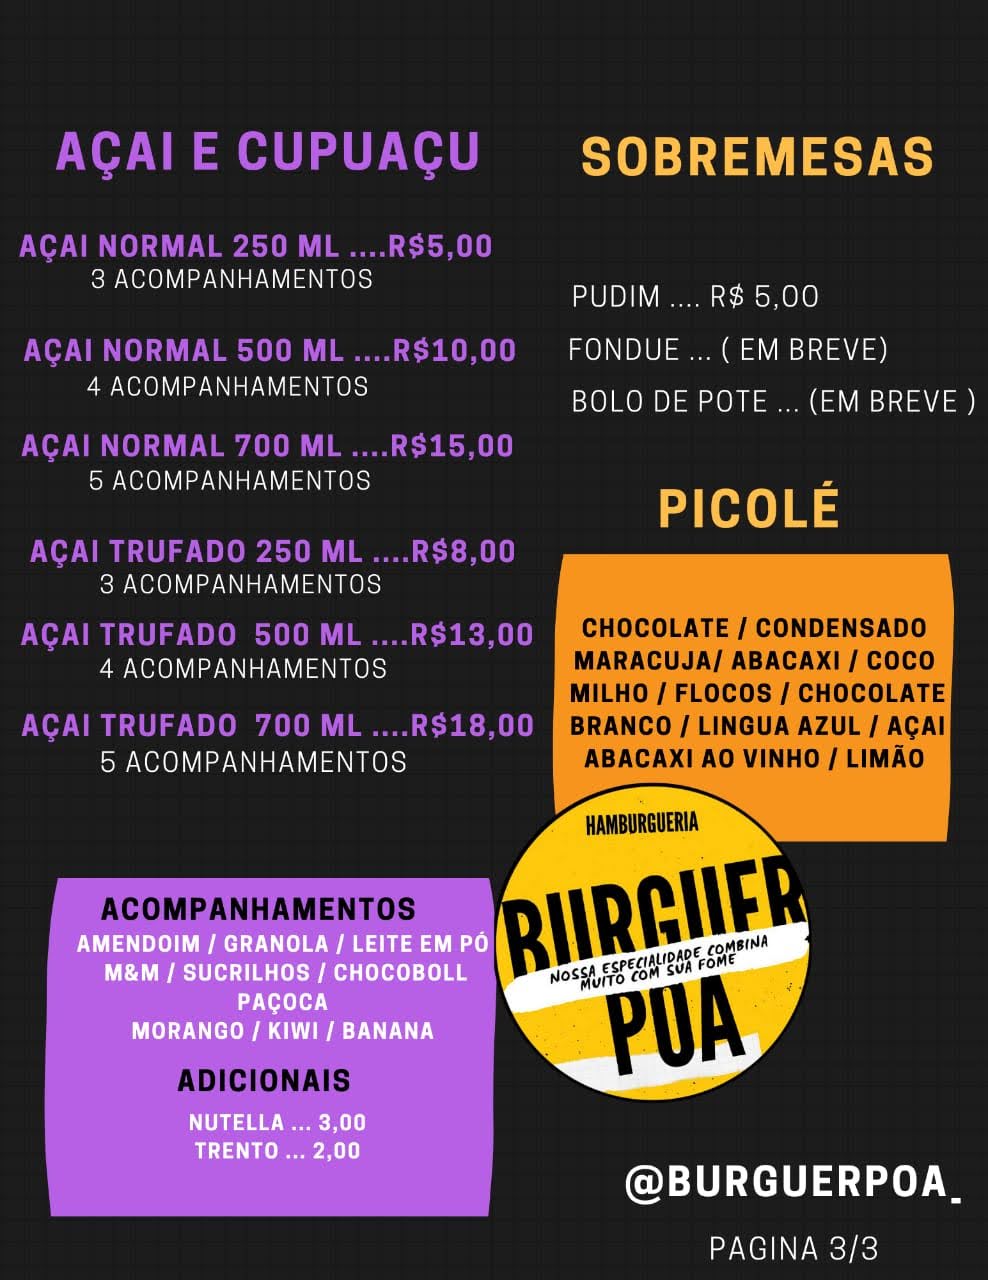 AÇAI E CUPUAÇU
AÇAI NORMAL 250 ML ....R$5,00
3 ACOMPANHAMENTOS
AÇAI NORMAL 500 ML ....R$10,00
4 ACOMPANHAMENTOS
AÇAI NORMAL 700 ML ....R$15,00
5 ACOMPANHAMENTOS
AÇAI TRUFADO 250 ML ....R$8,00
3 ACOMPANHAMENTOS
AÇAI TRUFADO 500 ML ....R$13,00
4 ACOMPANHAMENTOS
AÇAI TRUFADO 700 ML ....R$18,00
5 ACOMPANHAMENTOS
ACOMPANHAMENTOS
AMENDOIM / GRANOLA / LEITE EM PÓ
M&M / SUCRILHOS / CHOCOBOLL
PAÇOCA
MORANGO / KIWI / BANANA
ADICIONAIS
NUTELLA ... 3,00
TRENTO ... 2,00
SOBREMESAS
PUDIM .... R$ 5,00
FONDUE ... ( EM BREVE)
BOLO DE POTE ... (EM BREVE )
PICOLÉ
CHOCOLATE / CONDENSADO
MARACUJA/ ABACAXI / COCO
MILHO / FLOCOS / CHOCOLATE
BRANCO / LINGUA AZUL / AÇAI
ABACAXI AO VINHO / LIMÃO
HAMBURGUERIA
BURGUER
NOSSA ESPECIALIDADE COMBINA
MUITO COM SUA FOME
POA
@BURGUERPOA_
PAGINA 3/3